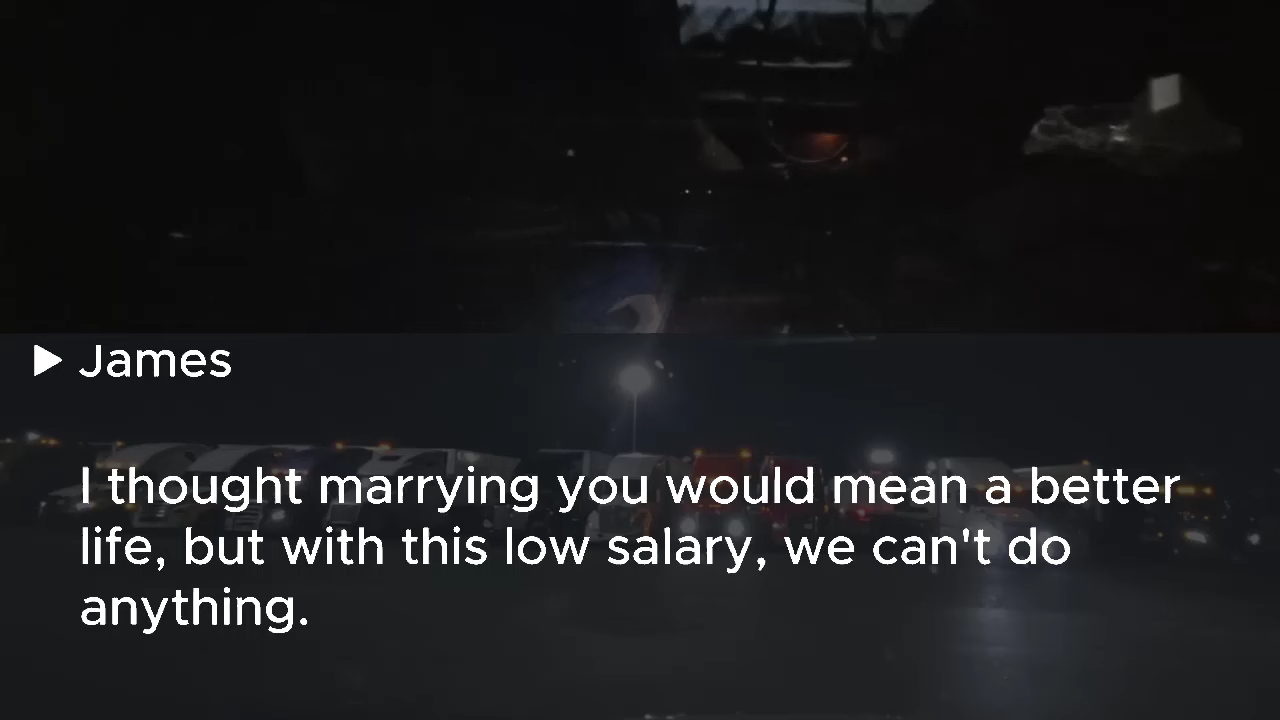 James
I thought marrying you would mean a better
life, but with this low salary, we can't do
anything.